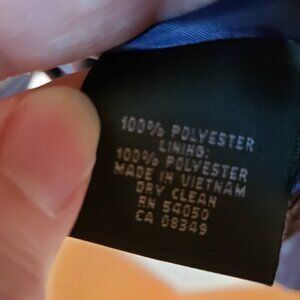 100% POLYESTER
LINING:
100% POLYESTER
MADE IN VIETNAM
DRY CLEAN
RN 54050
CA 08349